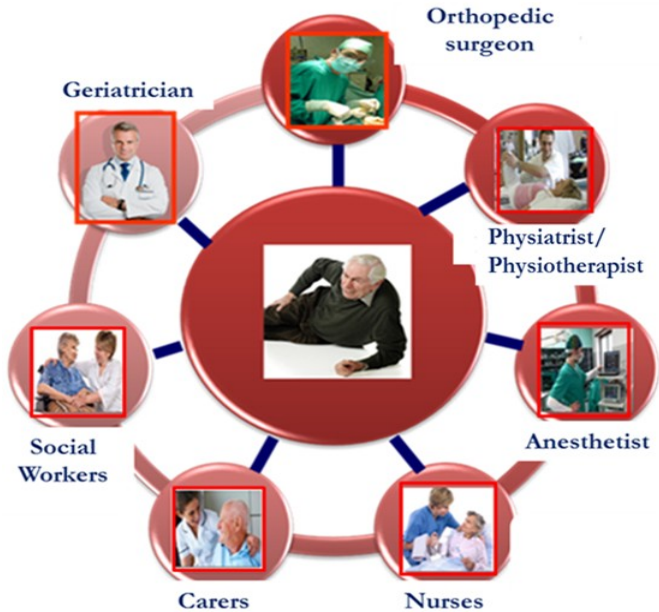 Orthopedic
surgeon
Geriatrician
Physiatrist/
Physiotherapist
Anesthetist
Social
Workers
Carers
Nurses